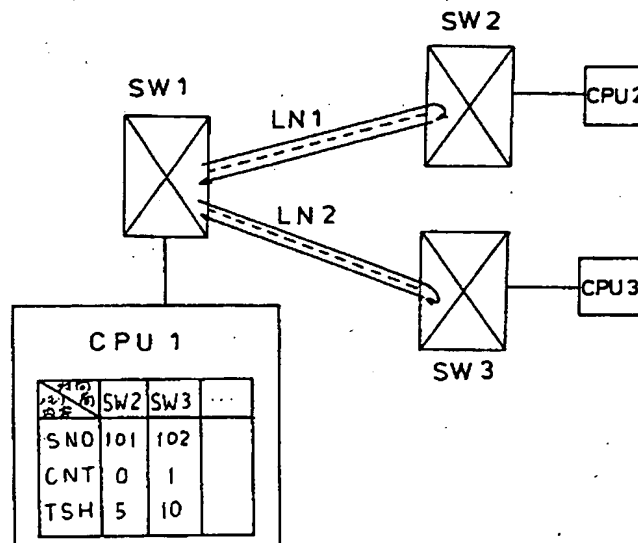 SW2
SW1
CPU2
LN1
LN2
CPU3
SW3
CPU 1
SW2 SW3 ...
SNO 101 102
CNT 0 1
TSH 5 10